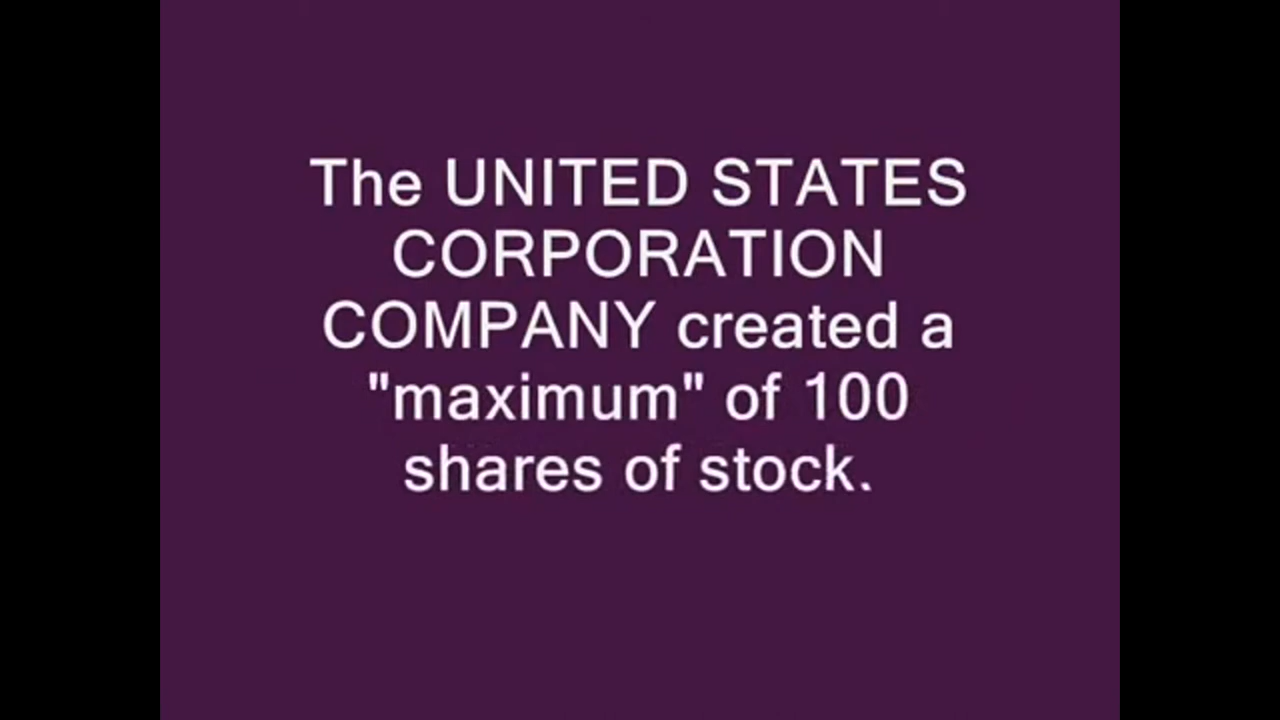 The UNITED STATES
CORPORATION
COMPANY created a
"maximum" of 100
shares of stock.